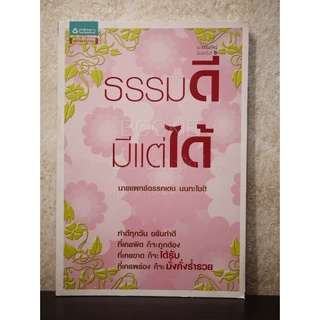 ธรรมดี
มีแต่ได้
นายแพทย์อรรคเดช นนทะโชติ
ทำดีทุกวัน ขยันทำดี
ที่เคยผิด ก็จะถูกต้อง
ที่เคยขาด ก็จะได้รับ
ที่เคยพร่อง ก็จะมั่งคั่งร่ำรวย